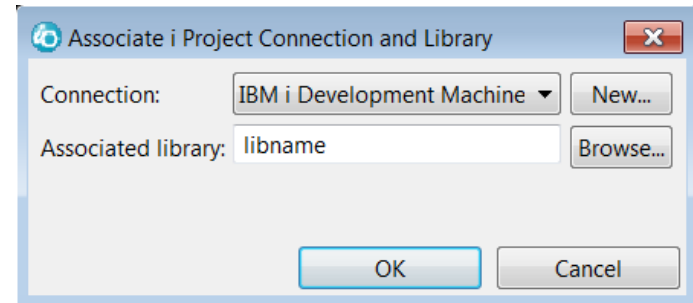 Associate i Project Connection and Library
Connection: IBM i Development Machine New...
Associated library: libname Browse...
OK Cancel